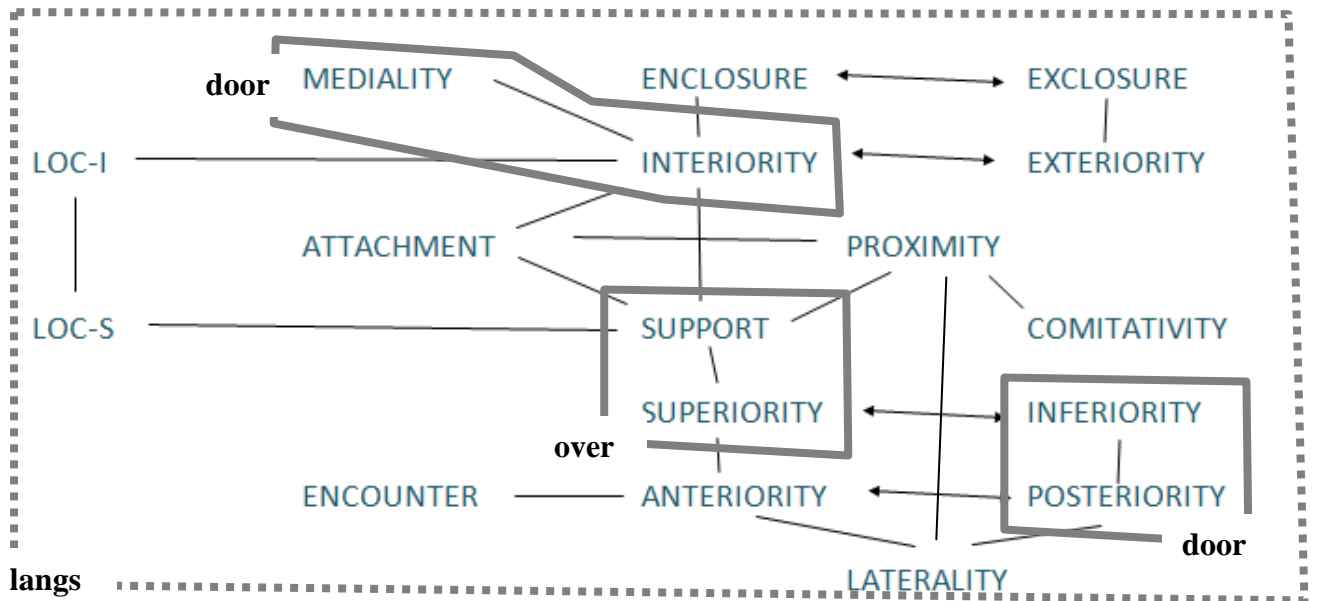 door MEDIALITY ENCLOSURE EXCLOSURE
LOC-I INTERIORITY EXTERIORITY
ATTACHMENT PROXIMITY
LOC-S SUPPORT COMITATIVITY
SUPERIORITY INFERIORITY
over
ENCOUNTER ANTERIORITY POSTERIORITY
door
langs LATERALITY